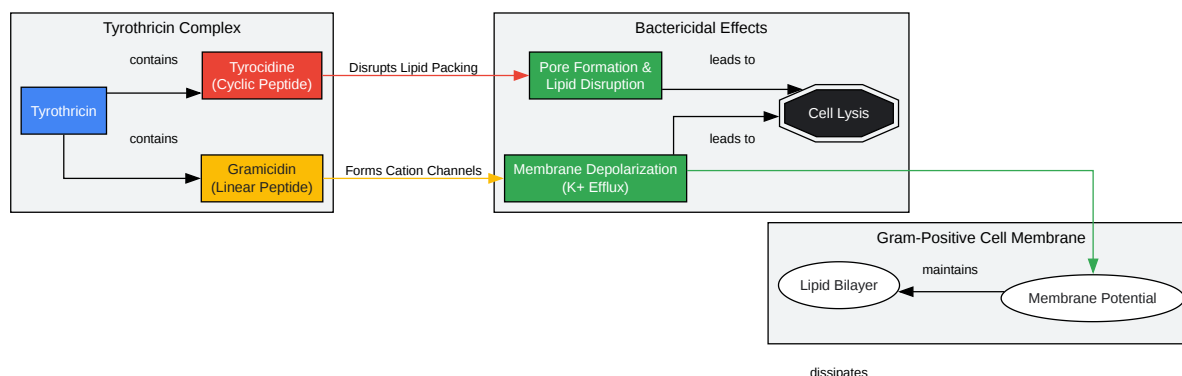 Tyrothricin Complex
Bactericidal Effects
contains
Tyrocidine
(Cyclic Peptide)
Disrupts Lipid Packing
Pore Formation &
Lipid Disruption
leads to
Tyrothricin
Cell Lysis
contains
leads to
Gramicidin
(Linear Peptide)
Forms Cation Channels
Membrane Depolarization
(K+ Efflux)
Gram-Positive Cell Membrane
Lipid Bilayer
maintains
Membrane Potential
dissipates